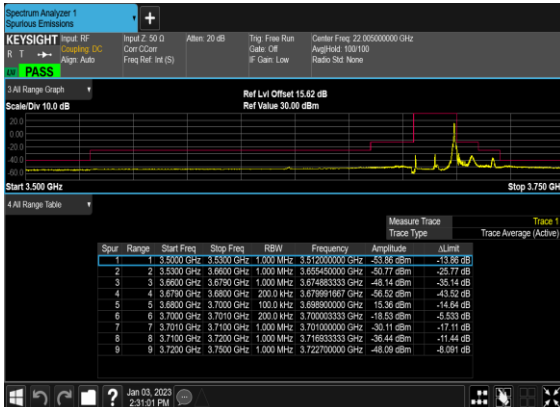 Spectrum Analyzer 1
Spurious Emissions
+
KEYSIGHT Input: RF Input Z: 50 Ω Atten: 20 dB Trig: Free Run Center Freq: 22.005000000 GHz
R T Coupling: DC Corr CCorr Gate: Off Avg|Hold: 100/100
Align: Auto Freq Ref: Int (S) IF Gain: Low Radio Std: None
PASS
3 All Range Graph Ref Lvl Offset 15.62 dB
Scale/Div 10.0 dB Ref Value 30.00 dBm
20.0
0.00
-20.0
-40.0
-60.0
Start 3.500 GHz Stop 3.750 GH
4 All Range Table
Measure Trace Trace 1
Trace Type Trace Average (Active)
Spur Range Start Freq Stop Freq RBW Frequency Amplitude ΔLimit
1 1 3.5000 GHz 3.5300 GHz 1.000 MHz 3.512000000 GHz -53.86 dBm -13.86 dB
2 2 3.5300 GHz 3.6600 GHz 1.000 MHz 3.655450000 GHz -50.77 dBm -25.77 dB
3 3 3.6600 GHz 3.6790 GHz 1.000 MHz 3.674883333 GHz -48.14 dBm -35.14 dB
4 4 3.6790 GHz 3.6800 GHz 200.0 kHz 3.679991667 GHz -56.52 dBm -43.52 dB
5 5 3.6800 GHz 3.7000 GHz 100.0 kHz 3.698900000 GHz 15.36 dBm -14.64 dB
6 6 3.7000 GHz 3.7010 GHz 200.0 kHz 3.700003333 GHz -18.53 dBm -5.533 dB
7 7 3.7010 GHz 3.7100 GHz 1.000 MHz 3.701000000 GHz -30.11 dBm -17.11 dB
8 8 3.7100 GHz 3.7200 GHz 1.000 MHz 3.716933333 GHz -36.44 dBm -11.44 dB
9 9 3.7200 GHz 3.7500 GHz 1.000 MHz 3.722700000 GHz -48.09 dBm -8.091 dB
? Jan 03, 2023
2:31:01 PM